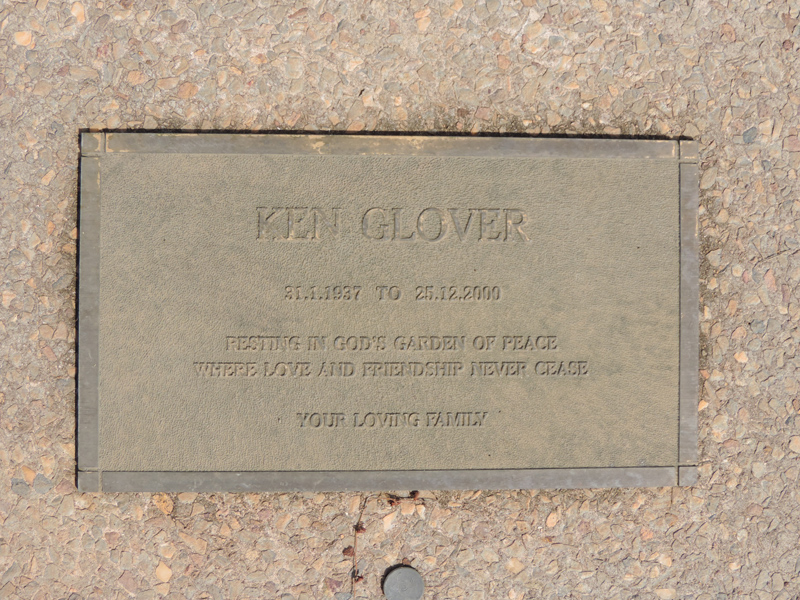 KEN GLOVER
31.1.1937 TO 25.12.2000
RESTING IN GOD'S GARDEN OF PEACE
WHERE LOVE AND FRIENDSHIP NEVER CEASE
YOUR LOVING FAMILY